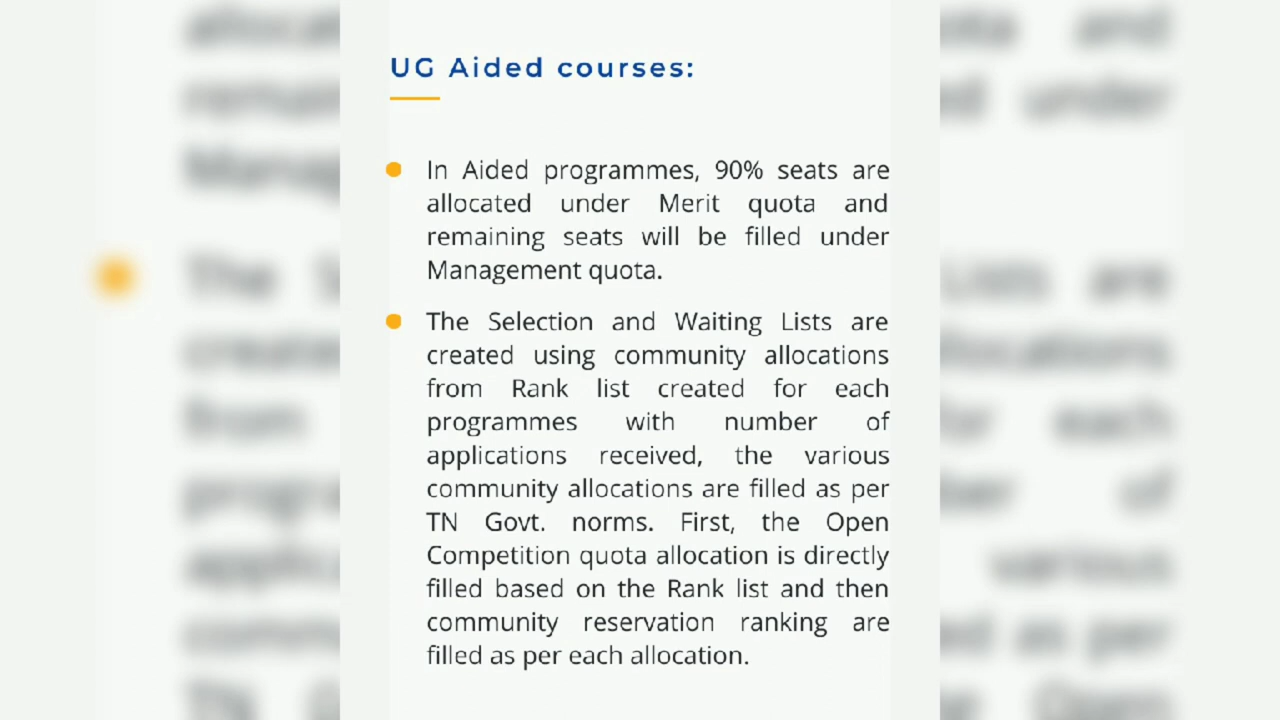 UG Aided courses:
In Aided programmes, 90% seats are
allocated under Merit quota and
remaining seats will be filled under
Management quota.
The Selection and Waiting Lists are
created using community allocations
from Rank list created for each
programmes with number of
applications received, the various
community allocations are filled as per
TN Govt. norms. First, the Open
Competition quota allocation is directly
filled based on the Rank list and then
community reservation ranking are
filled as per each allocation.